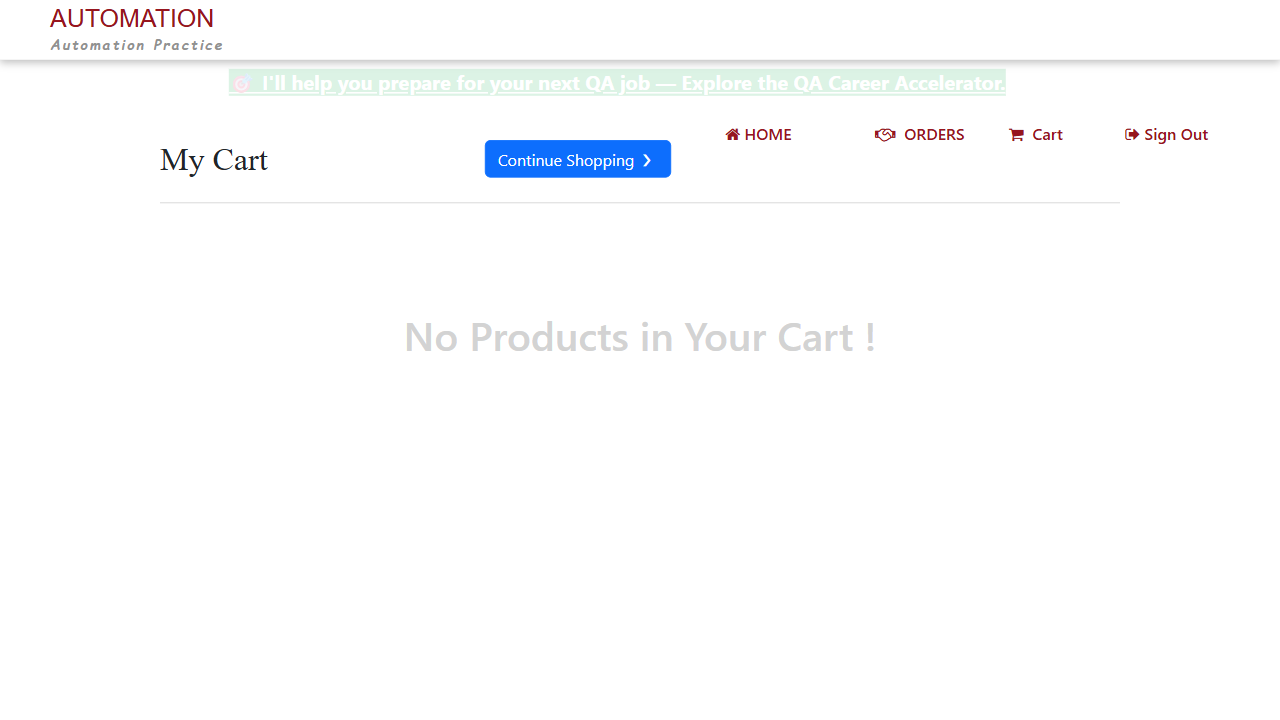 AUTOMATION
Automation Practice
I'll help you prepare for your next QA job — Explore the QA Career Accelerator.
HOME
ORDERS
Cart
Sign Out
My Cart
Continue Shopping ❯
No Products in Your Cart !